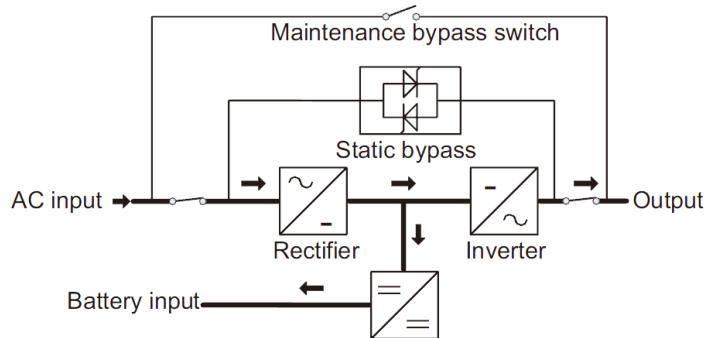 Maintenance bypass switch
Static bypass
AC input
Output
Rectifier
Inverter
Battery input